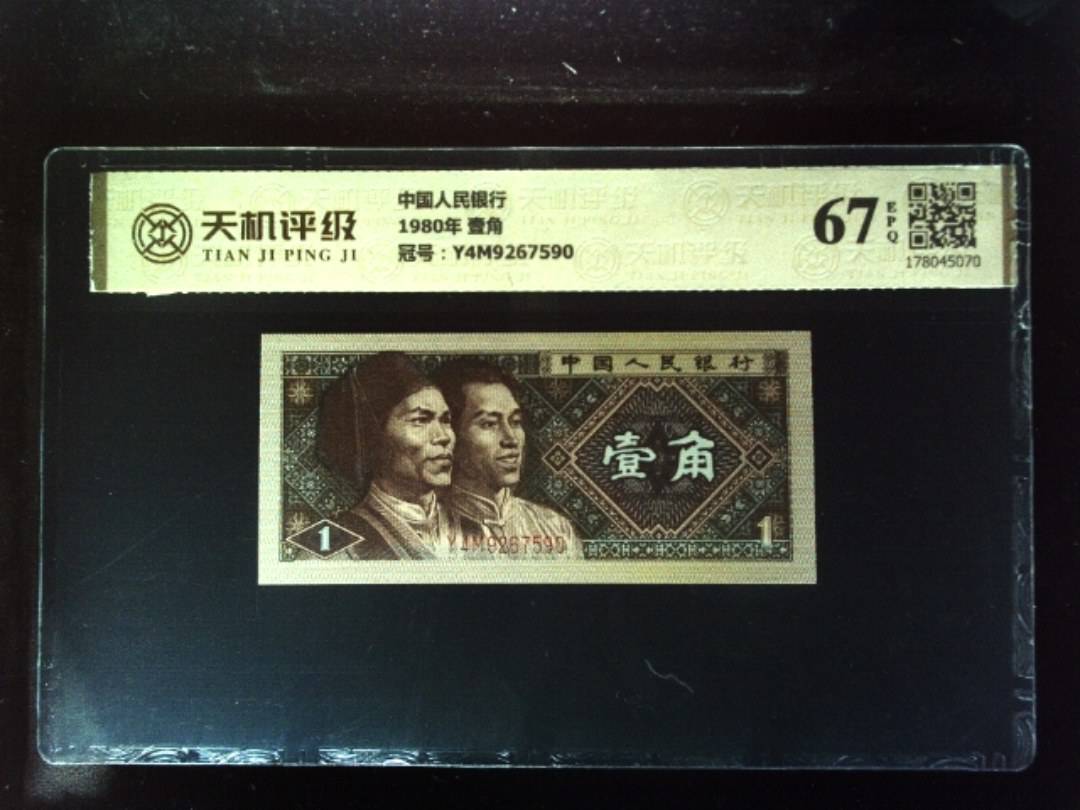 天机评级
TIAN JI PING JI
中国人民银行
1980年 壹角
冠号：Y4M9267590
67
EPQ
178045070
中国人民银行
壹角
1
Y4M9267590
1